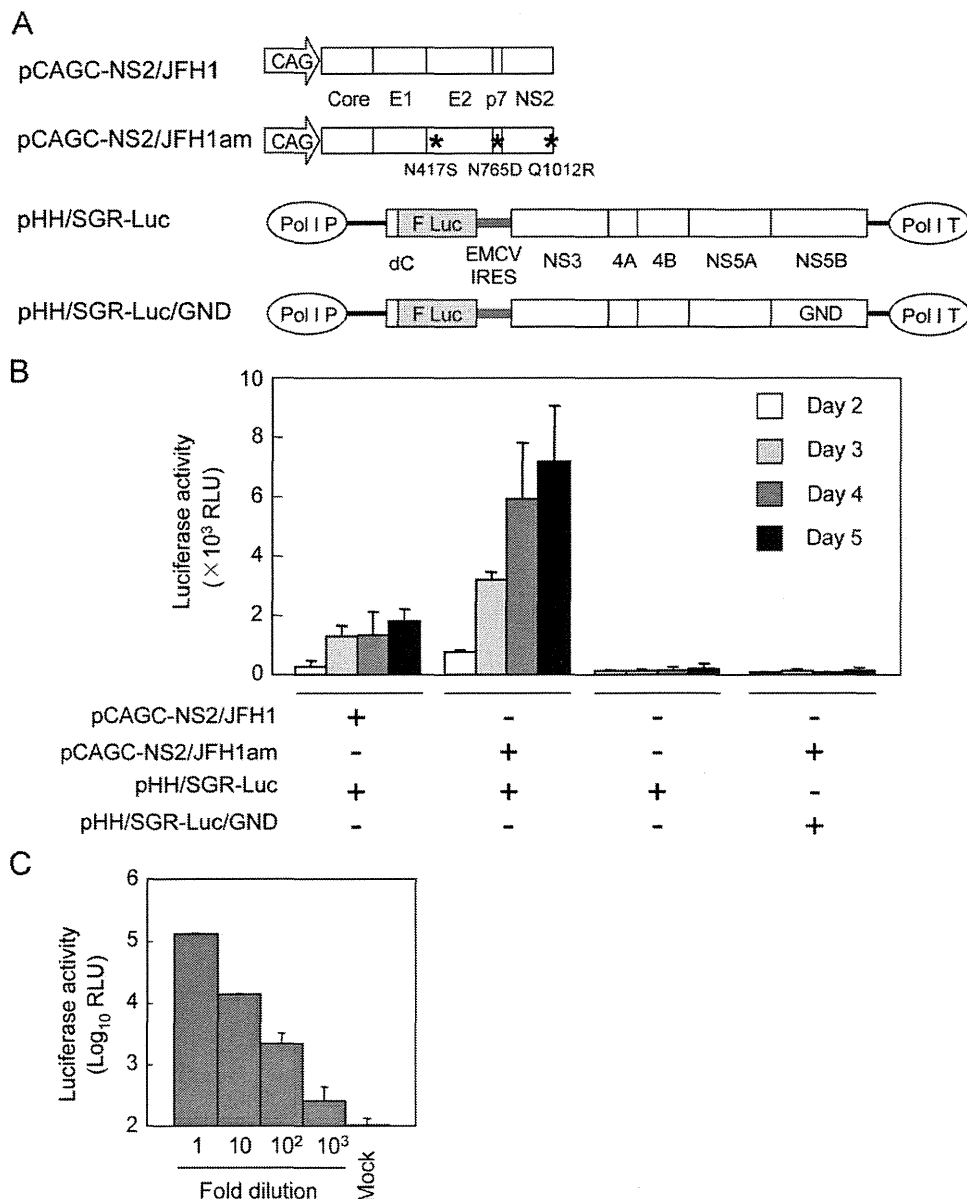 A
pCAGC-NS2/JFH1
CAG
Core E1 E2 p7 NS2
pCAGC-NS2/JFH1am
CAG
* * *
N417S N765D Q1012R
pHH/SGR-Luc
Pol I P
F Luc
Pol I T
dC EMCV IRES NS3 4A 4B NS5A NS5B
pHH/SGR-Luc/GND
Pol I P
F Luc
GND
Pol I T
B
Luciferase activity
(×10³ RLU)
10
8
6
4
2
0
Day 2
Day 3
Day 4
Day 5
pCAGC-NS2/JFH1 + - - -
pCAGC-NS2/JFH1am - + - +
pHH/SGR-Luc + + + -
pHH/SGR-Luc/GND - - - +
C
Luciferase activity
(Log₁₀ RLU)
6
5
4
3
2
1 10 10² 10³ Mock
Fold dilution